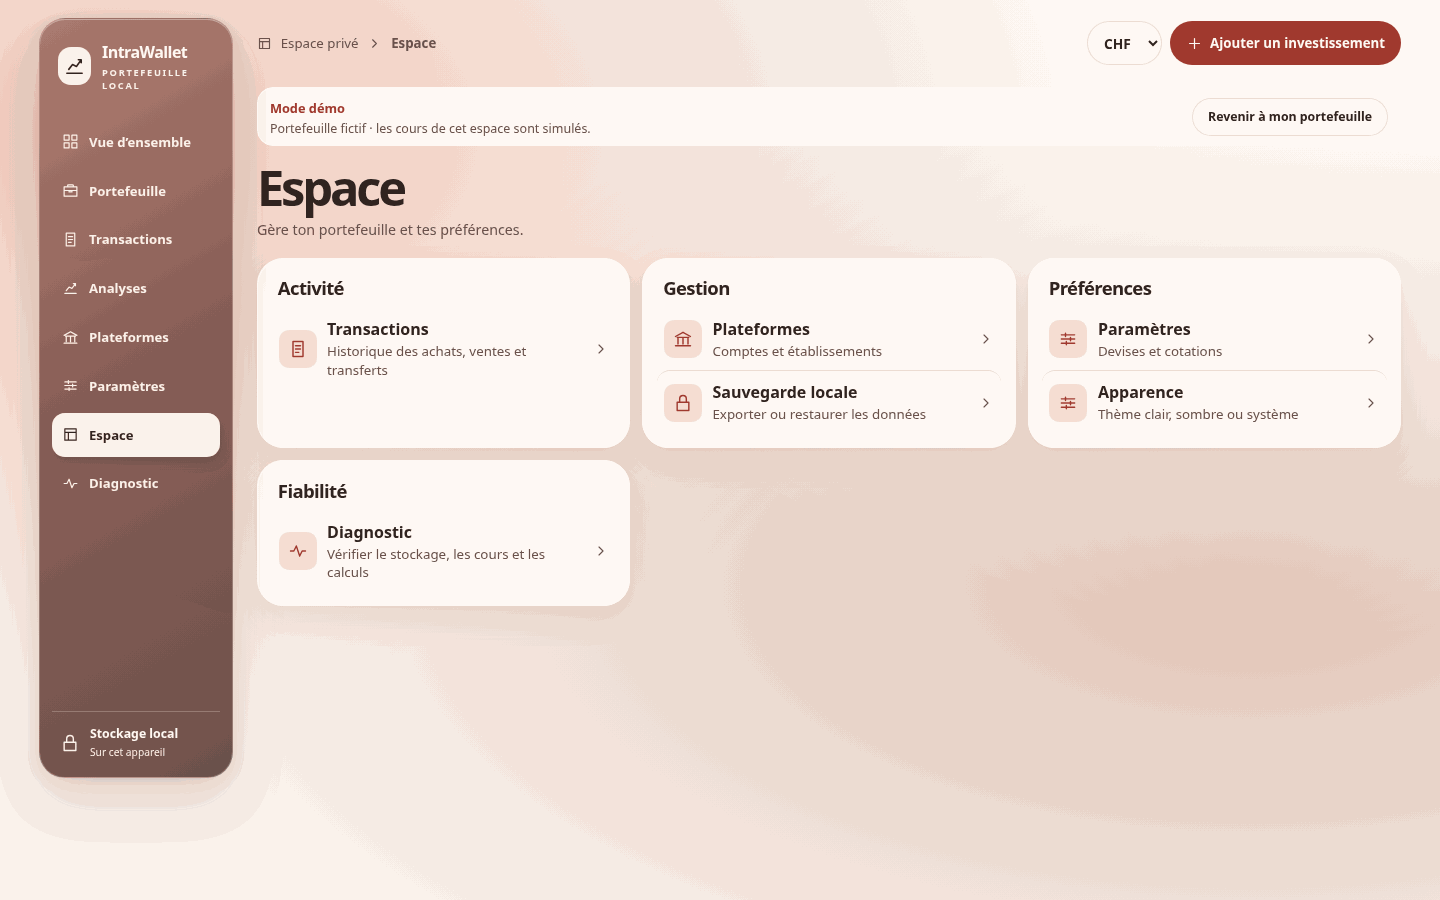 IntraWallet
PORTEFEUILLE
LOCAL
Vue d'ensemble
Portefeuille
Transactions
Analyses
Plateformes
Paramètres
Espace
Diagnostic
Stockage local
Sur cet appareil
Espace privé
Espace
CHF
Ajouter un investissement
Mode démo
Portefeuille fictif · les cours de cet espace sont simulés.
Revenir à mon portefeuille
Espace
Gère ton portefeuille et tes préférences.
Activité
Transactions
Historique des achats, ventes et
transferts
Gestion
Plateformes
Comptes et établissements
Sauvegarde locale
Exporter ou restaurer les données
Préférences
Paramètres
Devises et cotations
Apparence
Thème clair, sombre ou système
Fiabilité
Diagnostic
Vérifier le stockage, les cours et les
calculs